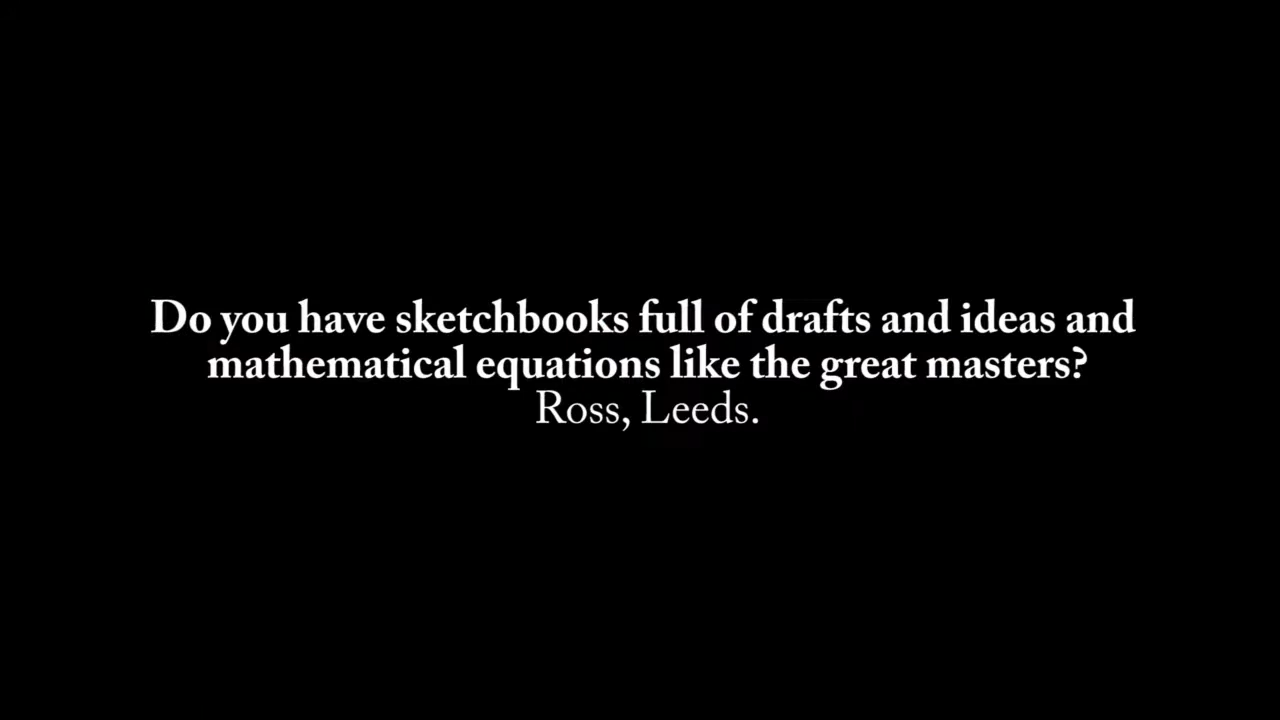 Do you have sketchbooks full of drafts and ideas and
mathematical equations like the great masters?
Ross, Leeds.